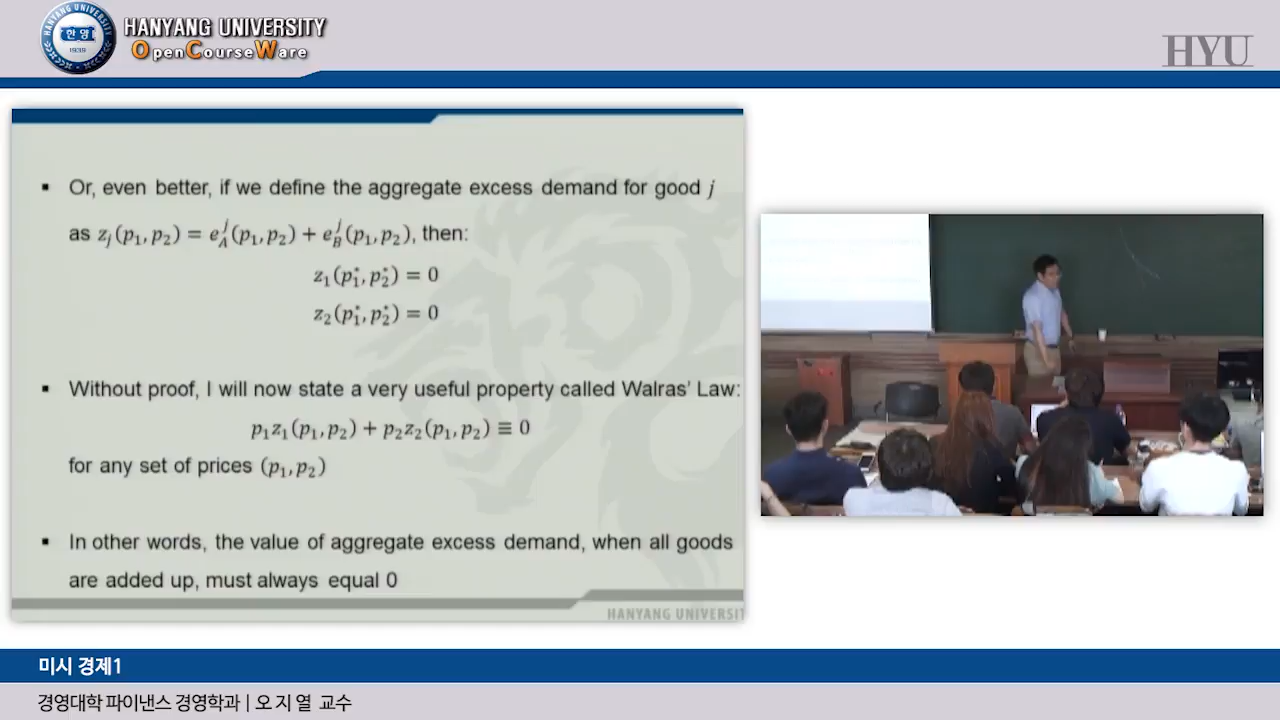 HANYANG UNIVERSITY
OpenCourseWare
한양
1939
HYU
▪ Or, even better, if we define the aggregate excess demand for good j
as z_j(p_1, p_2) = e_A^j(p_1, p_2) + e_B^j(p_1, p_2), then:
z_1(p_1^*, p_2^*) = 0
z_2(p_1^*, p_2^*) = 0
▪ Without proof, I will now state a very useful property called Walras' Law:
p_1z_1(p_1, p_2) + p_2z_2(p_1, p_2) ≡ 0
for any set of prices (p_1, p_2)
▪ In other words, the value of aggregate excess demand, when all goods
are added up, must always equal 0
HANYANG UNIVERSIT
미시 경제1
경영대학 파이낸스 경영학과 | 오 지 열 교수